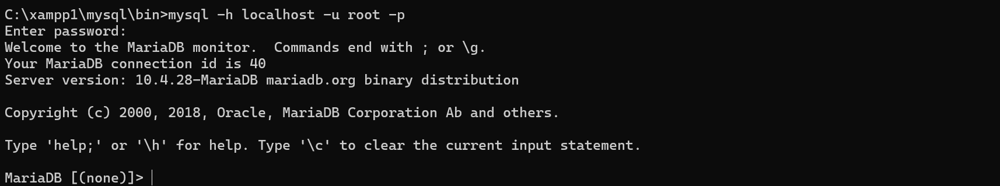 C:\xampp1\mysql\bin>mysql -h localhost -u root -p
Enter password:
Welcome to the MariaDB monitor.  Commands end with ; or \g.
Your MariaDB connection id is 40
Server version: 10.4.28-MariaDB mariadb.org binary distribution
Copyright (c) 2000, 2018, Oracle, MariaDB Corporation Ab and others.
Type 'help;' or '\h' for help. Type '\c' to clear the current input statement.
MariaDB [(none)]>